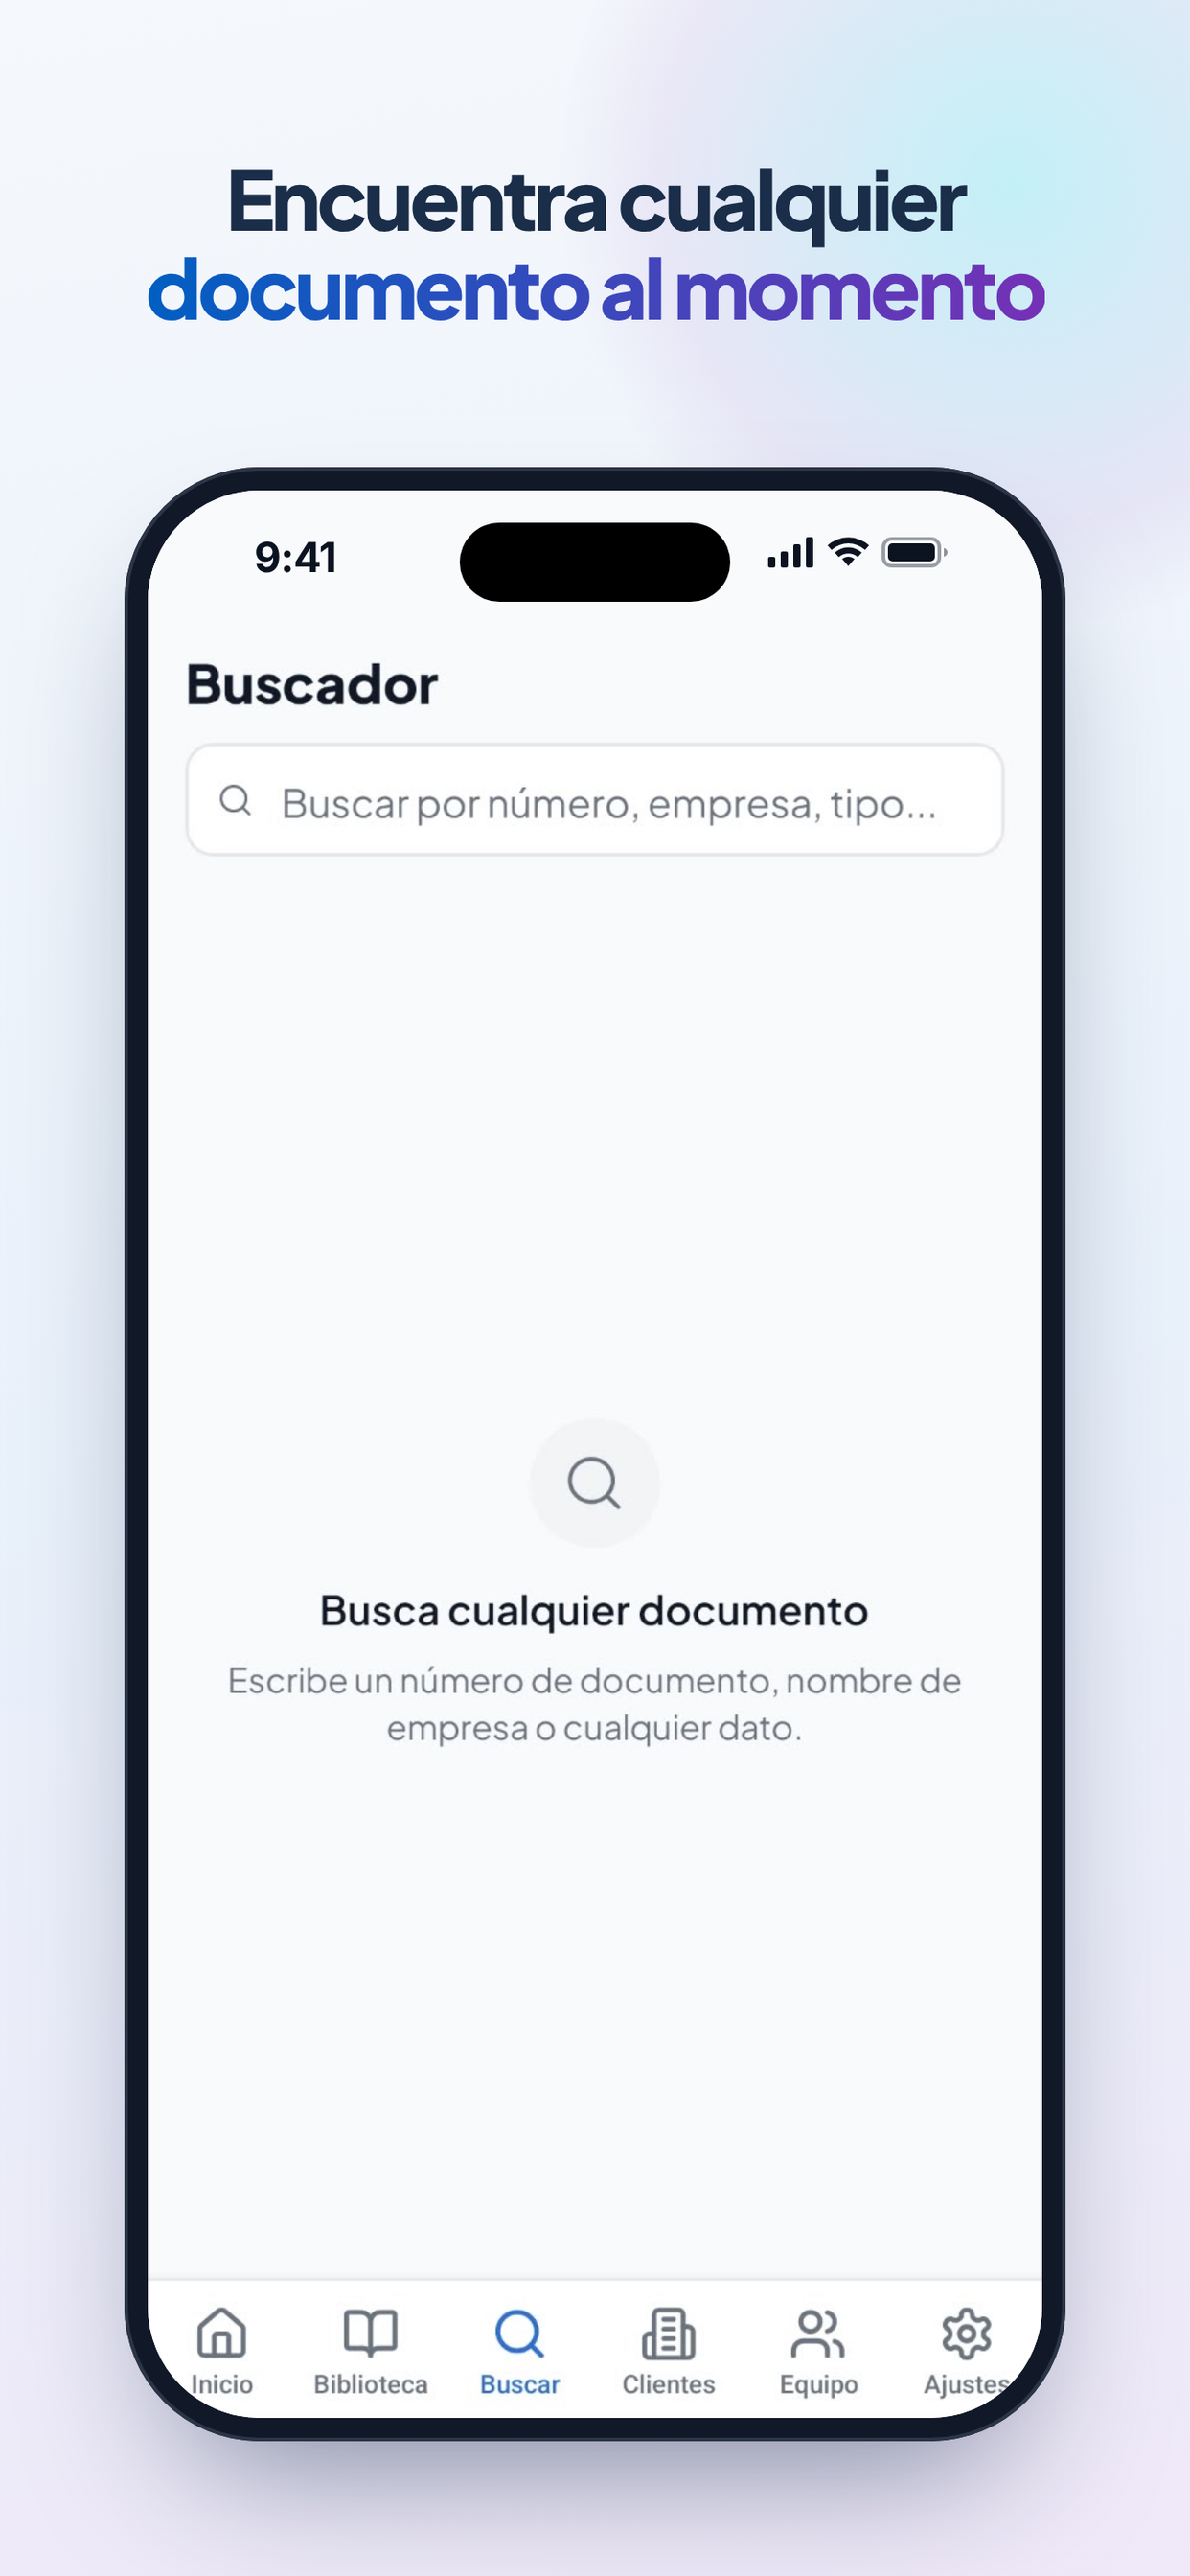 Encuentra cualquier
documento al momento
9:41
Buscador
Buscar por número, empresa, tipo...
Busca cualquier documento
Escribe un número de documento, nombre de
empresa o cualquier dato.
Inicio
Biblioteca
Buscar
Clientes
Equipo
Ajustes